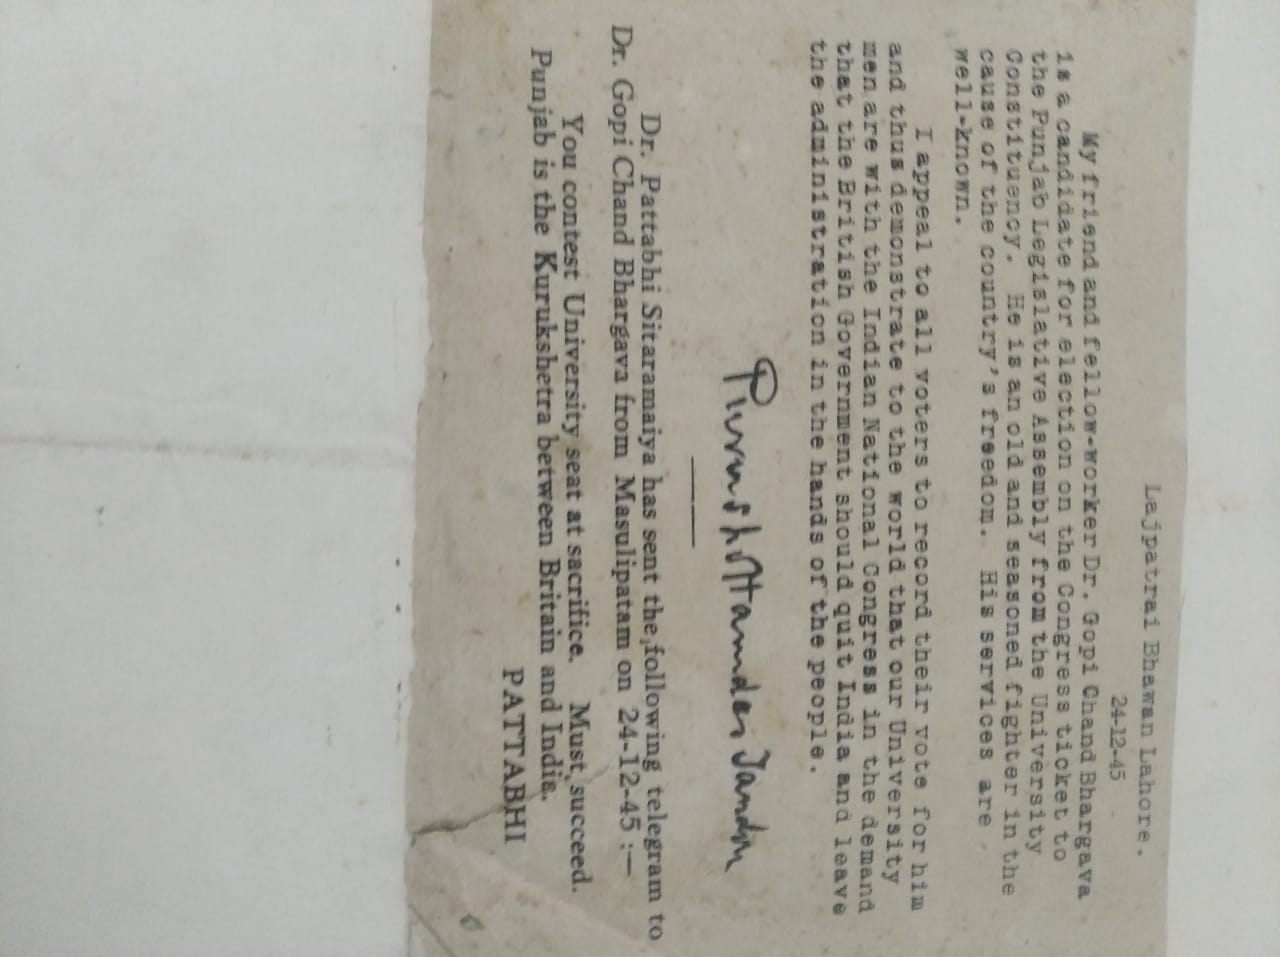 Lajpatrai Bhawan Lahore.
24-12-45
My friend and fellow-worker Dr. Gopi Chand Bhargava
is a candidate for election on the Congress ticket to
the Punjab Legislative Assembly from the University
Constituency. He is an old and seasoned fighter in the
cause of the country's freedom. His services are
well-known.
I appeal to all voters to record their vote for him
and thus demonstrate to the world that our University
men are with the Indian National Congress in the demand
that the British Government should quit India and leave
the administration in the hands of the people.
Purushottamdas Tandon
Dr. Pattabhi Sitaramaiya has sent the following telegram to
Dr. Gopi Chand Bhargava from Masulipatam on 24-12-45 :—
You contest University seat at sacrifice. Must succeed.
Punjab is the Kurukshetra between Britain and India.
PATTABHI